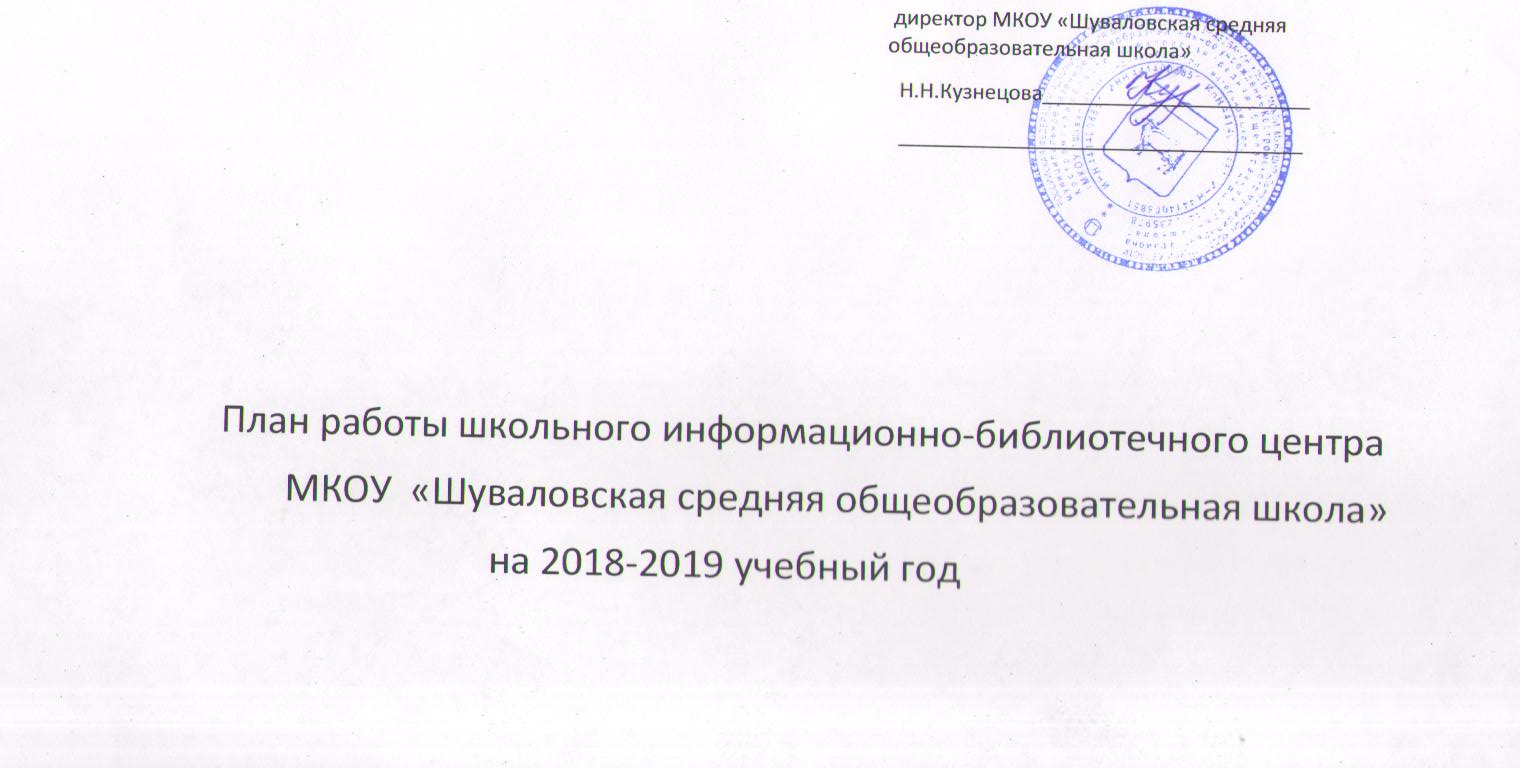 директор МКОУ «Шуваловская средняя
общеобразовательная школа»
Н.Н.Кузнецова
План работы школьного информационно-библиотечного центра
МКОУ «Шуваловская средняя общеобразовательная школа»
на 2018-2019 учебный год